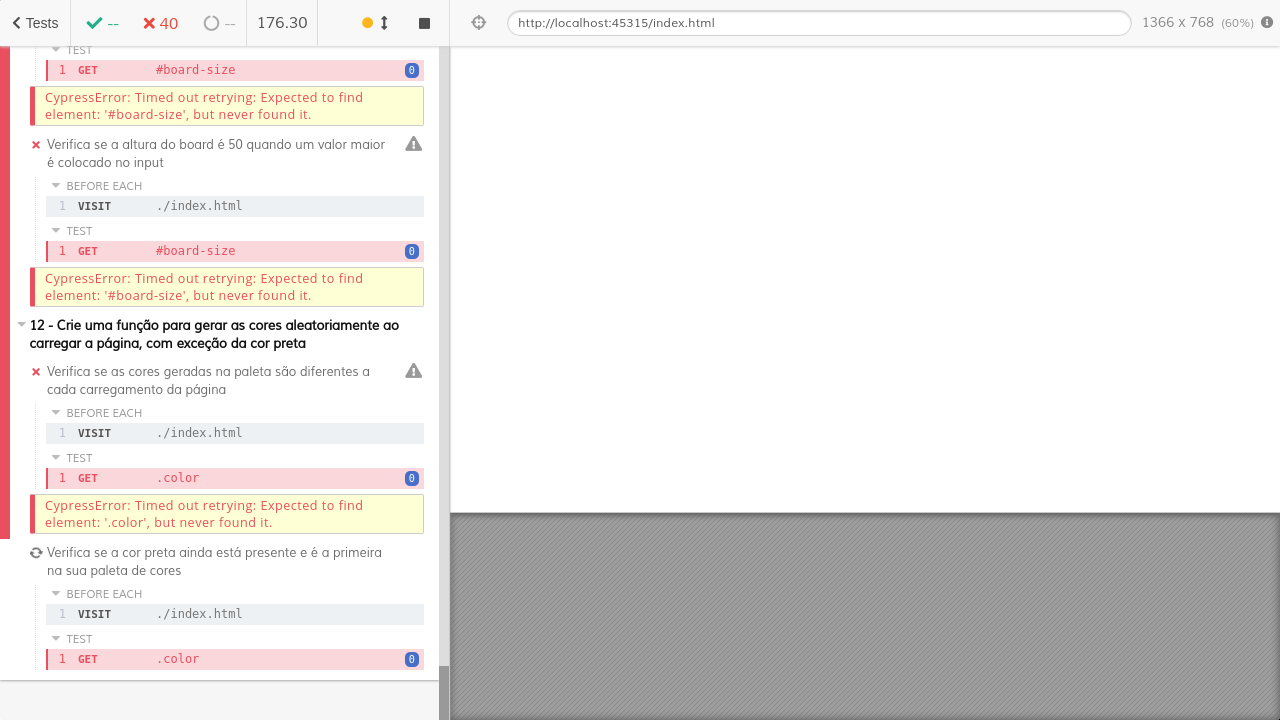 Tests -- 40 -- 176.30 http://localhost:45315/index.html 1366 x 768 (60%)
TEST
1 GET #board-size 0
CypressError: Timed out retrying: Expected to find
element: '#board-size', but never found it.
Verifica se a altura do board é 50 quando um valor maior
é colocado no input
BEFORE EACH
1 VISIT ./index.html
TEST
1 GET #board-size 0
CypressError: Timed out retrying: Expected to find
element: '#board-size', but never found it.
12 - Crie uma função para gerar as cores aleatoriamente ao
carregar a página, com exceção da cor preta
Verifica se as cores geradas na paleta são diferentes a
cada carregamento da página
BEFORE EACH
1 VISIT ./index.html
TEST
1 GET .color 0
CypressError: Timed out retrying: Expected to find
element: '.color', but never found it.
Verifica se a cor preta ainda está presente e é a primeira
na sua paleta de cores
BEFORE EACH
1 VISIT ./index.html
TEST
1 GET .color 0